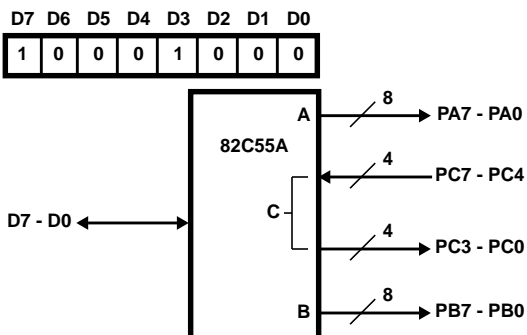 D7 D6 D5 D4 D3 D2 D1 D0
1 0 0 0 1 0 0 0
A 8 PA7 - PA0
82C55A
4 PC7 - PC4
C
D7 - D0
4 PC3 - PC0
B 8 PB7 - PB0